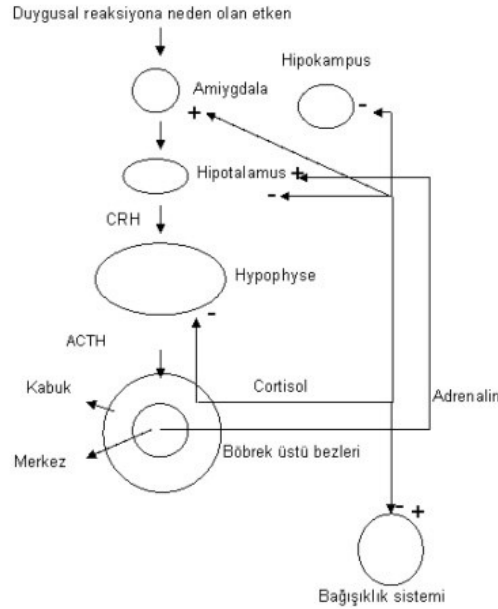 Duygusal reaksiyona neden olan etken
Hipokampus
Amiygdala
-
+
Hipotalamus +
-
CRH
Hypophyse
-
ACTH
Kabuk
Cortisol
Adrenalin
Böbrek üstü bezleri
Merkez
- +
Bağışıklık sistemi